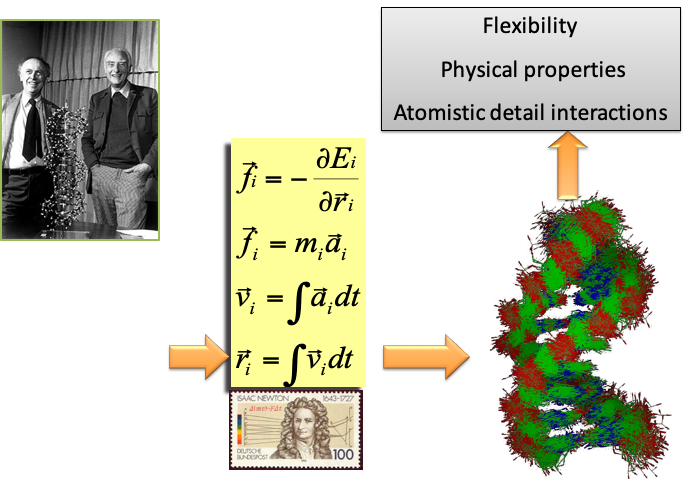 Flexibility
Physical properties
Atomistic detail interactions
f⃗ᵢ = − ∂Eᵢ / ∂r⃗ᵢ
f⃗ᵢ = mᵢa⃗ᵢ
v⃗ᵢ = ∫a⃗ᵢdt
r⃗ᵢ = ∫v⃗ᵢdt
ISAAC NEWTON 1643-1727
DEUTSCHE
BUNDESPOST 100